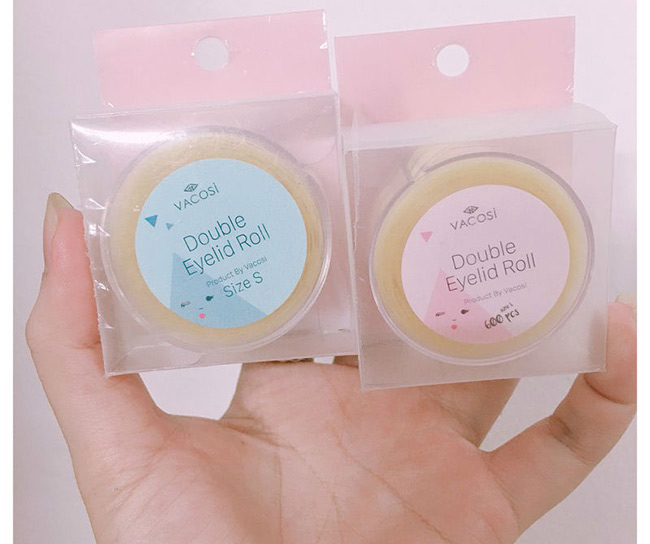 VACOSI
Double
Eyelid Roll
Product By Vacosi
Size S
VACOSI
Double
Eyelid Roll
Product By Vacosi
600 pcs